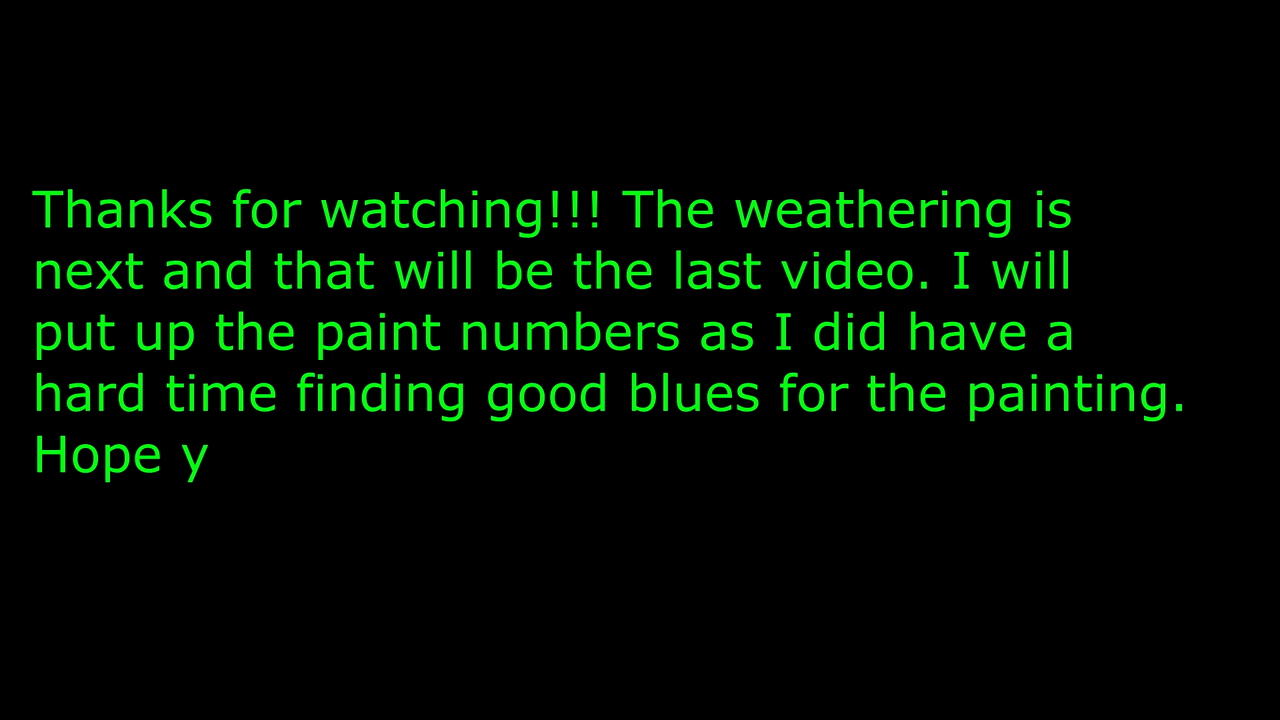 Thanks for watching!!! The weathering is
next and that will be the last video. I will
put up the paint numbers as I did have a
hard time finding good blues for the painting.
Hope y